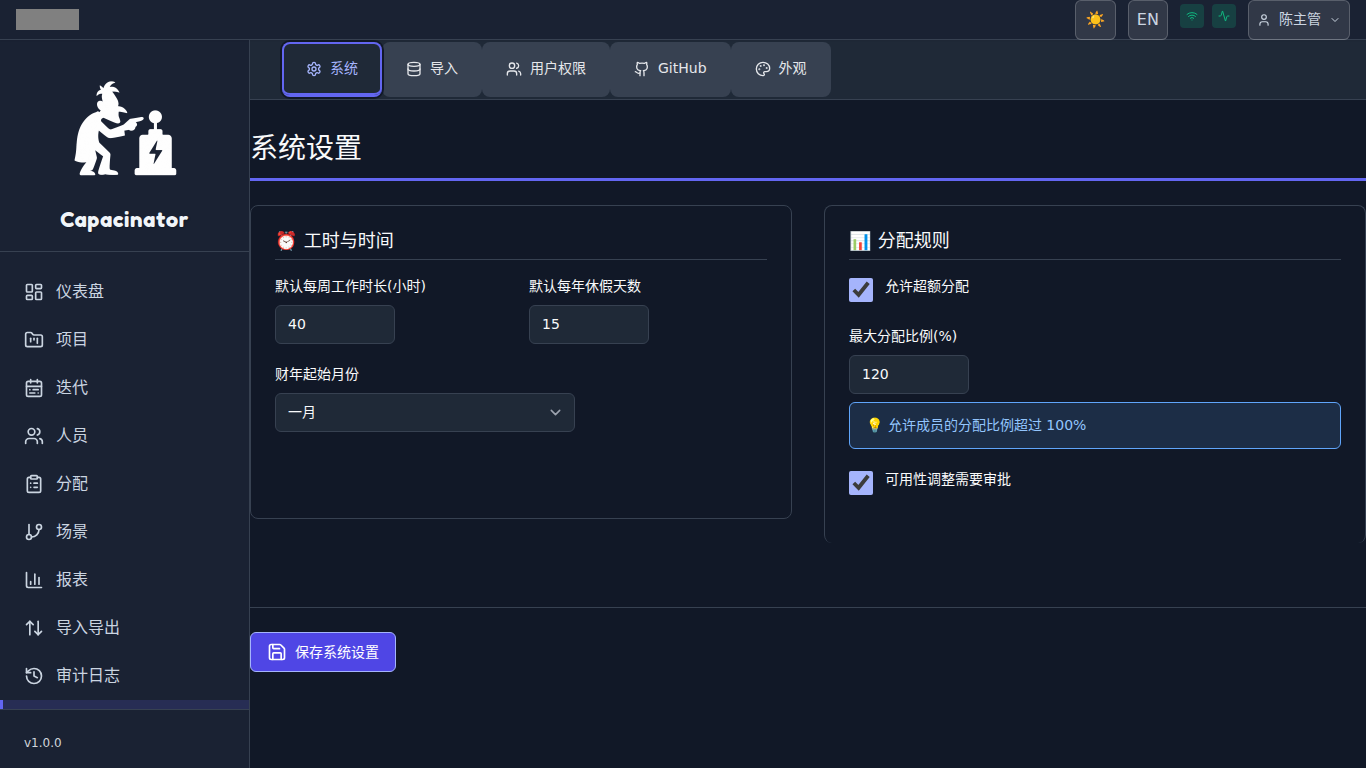 EN
陈主管
Capacinator
仪表盘
项目
迭代
人员
分配
场景
报表
导入导出
审计日志
v1.0.0
系统
导入
用户权限
GitHub
外观
系统设置
⏰ 工时与时间
默认每周工作时长(小时)
40
默认每年休假天数
15
财年起始月份
一月
📊 分配规则
允许超额分配
最大分配比例(%)
120
💡 允许成员的分配比例超过 100%
可用性调整需要审批
保存系统设置